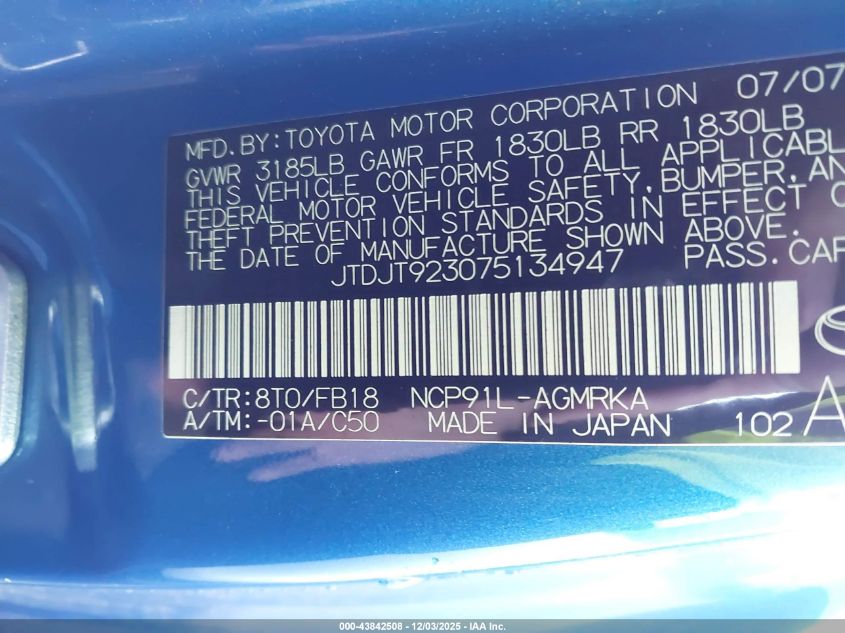 MFD.BY:TOYOTA MOTOR CORPORATION 07/07
GVWR 3185LB GAWR FR 1830LB RR 1830LB
THIS VEHICLE CONFORMS TO ALL APPLICABL
FEDERAL MOTOR VEHICLE SAFETY,BUMPER,AN
THEFT PREVENTION STANDARDS IN EFFECT O
THE DATE OF MANUFACTURE SHOWN ABOVE.
JTDJT923075134947 PASS.CAR
C/TR:8T0/FB18 NCP91L-AGMRKA
A/TM:-01A/C50 MADE IN JAPAN 102 A
000-43842508 - 12/03/2025 - IAA Inc.